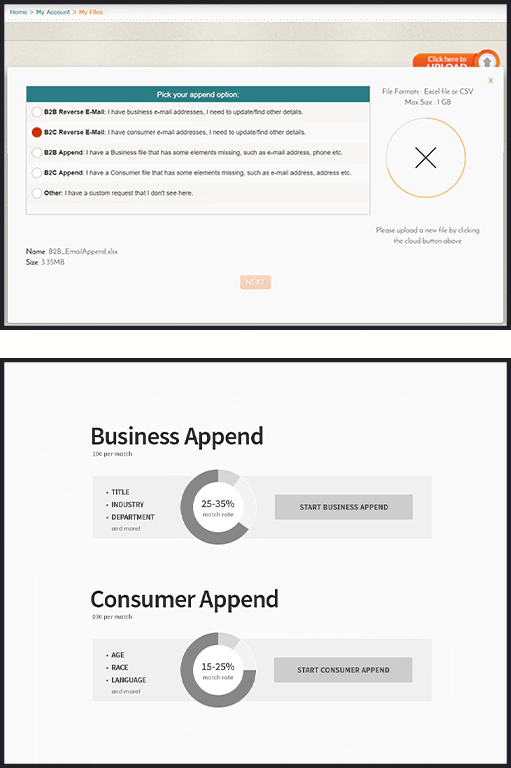 Home > My Account > My Files
Click here to
UPLOAD
X
Pick your append option:
B2B Reverse E-Mail: I have business e-mail addresses, I need to update/find other details.
B2C Reverse E-Mail: I have consumer e-mail addresses, I need to update/find other details.
B2B Append: I have a Business file that has some elements missing, such as e-mail address, phone etc.
B2C Append: I have a Consumer file that has some elements missing, such as e-mail address, address etc.
Other: I have a custom request that I don't see here.
File Formats : Excel file or CSV
Max Size : 1 GB
Please upload a new file by clicking
the cloud button above
Name: B2B_EmailAppend.xlsx
Size: 3.35MB
NEXT
Business Append
10¢ per match
• TITLE
• INDUSTRY
• DEPARTMENT
and more!
25-35%
match rate
START BUSINESS APPEND
Consumer Append
03¢ per match
• AGE
• RACE
• LANGUAGE
and more!
15-25%
match rate
START CONSUMER APPEND